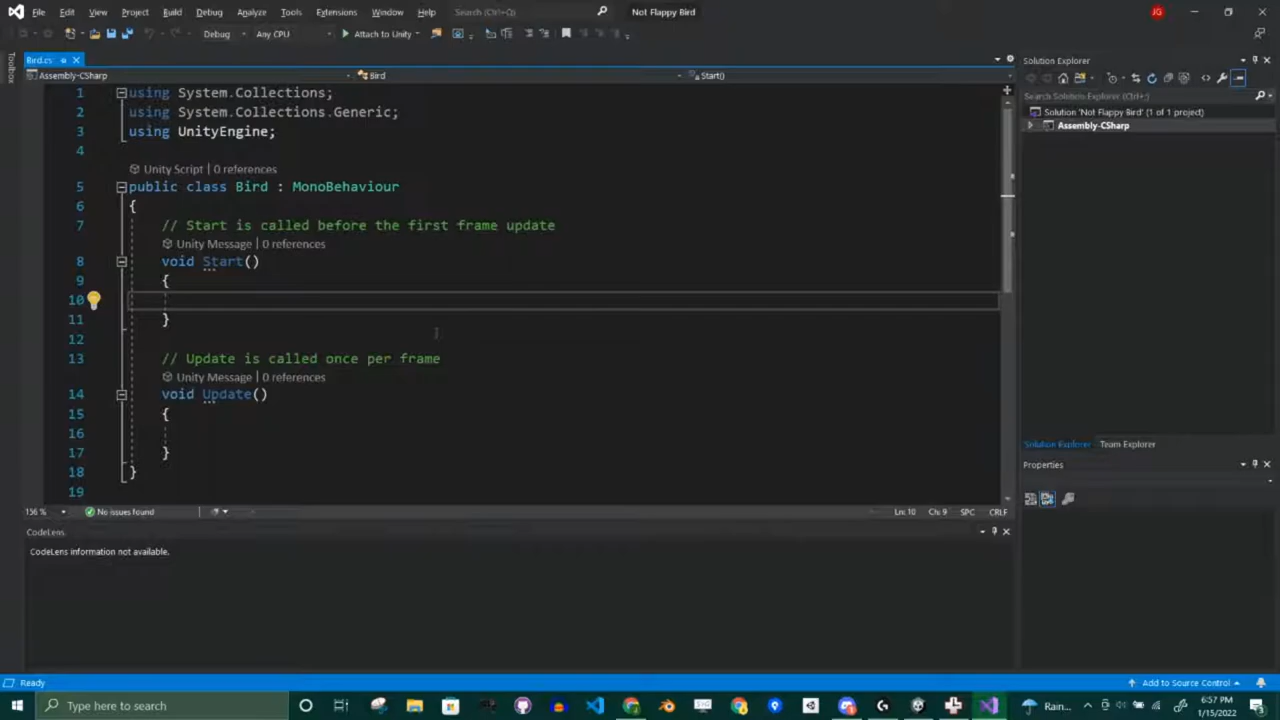 File Edit View Project Build Debug Analyze Tools Extensions Window Help Search (Ctrl+Q) Not Flappy Bird JG
Debug Any CPU Attach to Unity
Toolbox
Bird.cs
Assembly-CSharp Bird Start()
1 using System.Collections;
2 using System.Collections.Generic;
3 using UnityEngine;
4
Unity Script | 0 references
5 public class Bird : MonoBehaviour
6 {
7 // Start is called before the first frame update
Unity Message | 0 references
8 void Start()
9 {
10
11 }
12
13 // Update is called once per frame
Unity Message | 0 references
14 void Update()
15 {
16
17 }
18 }
19
156 % No issues found Ln: 10 Ch: 9 SPC CRLF
CodeLens
CodeLens information not available.
Solution Explorer
Search Solution Explorer (Ctrl+;)
Solution 'Not Flappy Bird' (1 of 1 project)
Assembly-CSharp
Solution Explorer Team Explorer
Properties
Ready Add to Source Control
Type here to search
Rain...
6:57 PM
1/15/2022